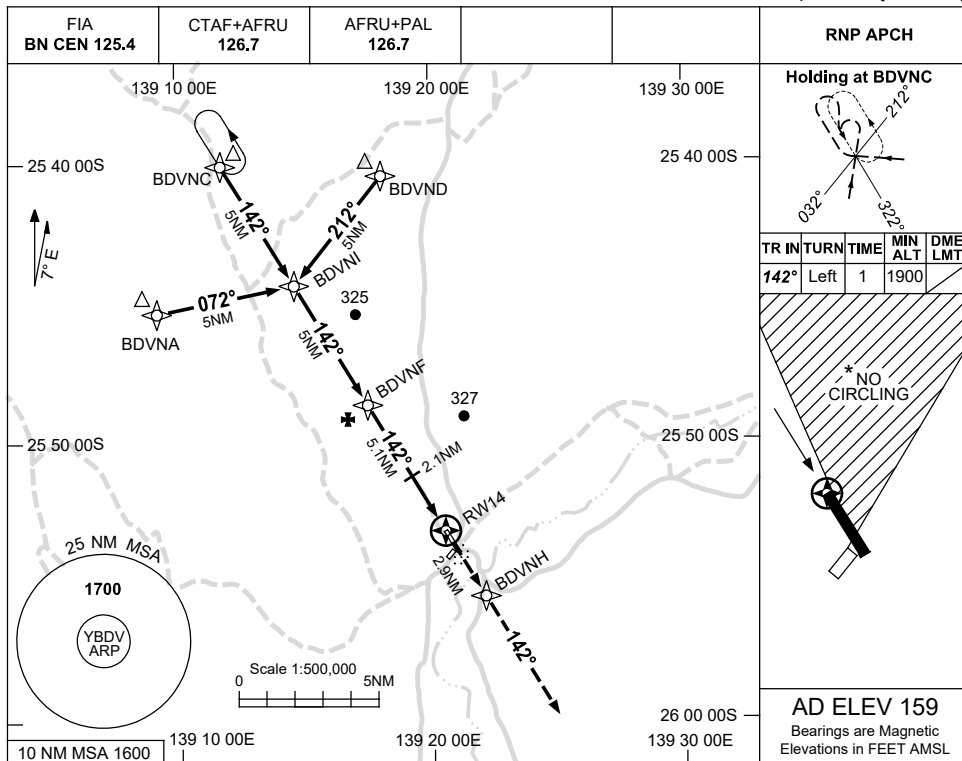 FIA
BN CEN 125.4
CTAF+AFRU
126.7
AFRU+PAL
126.7
RNP APCH
139 10 00E
139 20 00E
139 30 00E
Holding at BDVNC
212°
032°
322°
25 40 00S
25 40 00S
BDVNC
BDVND
142°
5NM
212°
5NM
7° E
BDVNI
TR IN
TURN
TIME
MIN ALT
DME LMT
142°
Left
1
1900
072°
5NM
BDVNA
325
142°
5NM
BDVNF
327
* NO
CIRCLING
25 50 00S
25 50 00S
142°
5.1NM
2.1NM
RW14
25 NM MSA
1700
YBDV
ARP
2.9NM
BDVNH
142°
Scale 1:500,000
0
5NM
26 00 00S
10 NM MSA 1600
139 10 00E
139 20 00E
139 30 00E
AD ELEV 159
Bearings are Magnetic
Elevations in FEET AMSL